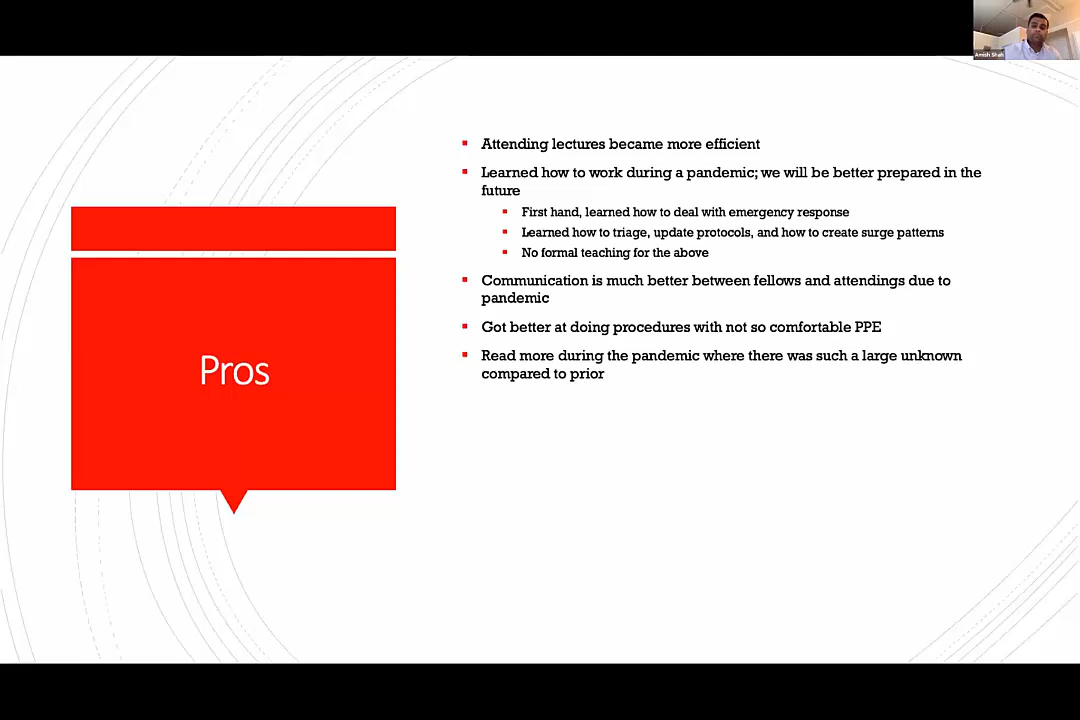 Amish Shah
Attending lectures became more efficient
Learned how to work during a pandemic; we will be better prepared in the
future
First hand, learned how to deal with emergency response
Learned how to triage, update protocols, and how to create surge patterns
No formal teaching for the above
Communication is much better between fellows and attendings due to
pandemic
Got better at doing procedures with not so comfortable PPE
Read more during the pandemic where there was such a large unknown
compared to prior
Pros